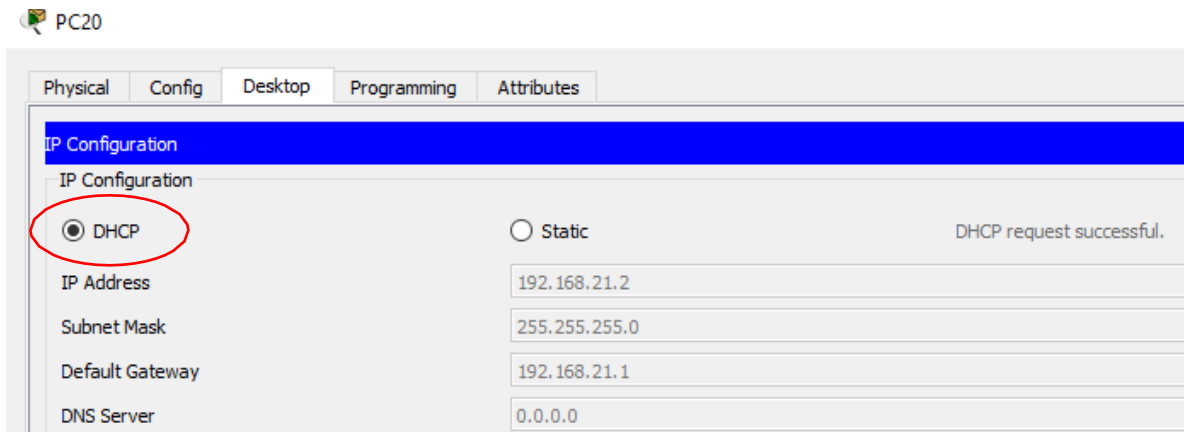 PC20
Physical Config Desktop Programming Attributes
IP Configuration
IP Configuration
DHCP Static DHCP request successful.
IP Address 192.168.21.2
Subnet Mask 255.255.255.0
Default Gateway 192.168.21.1
DNS Server 0.0.0.0